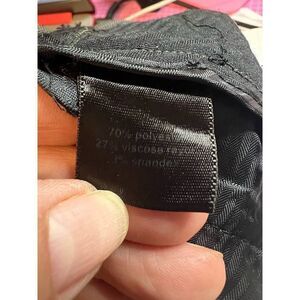 70% polyester
27% viscose rayon
3% spandex